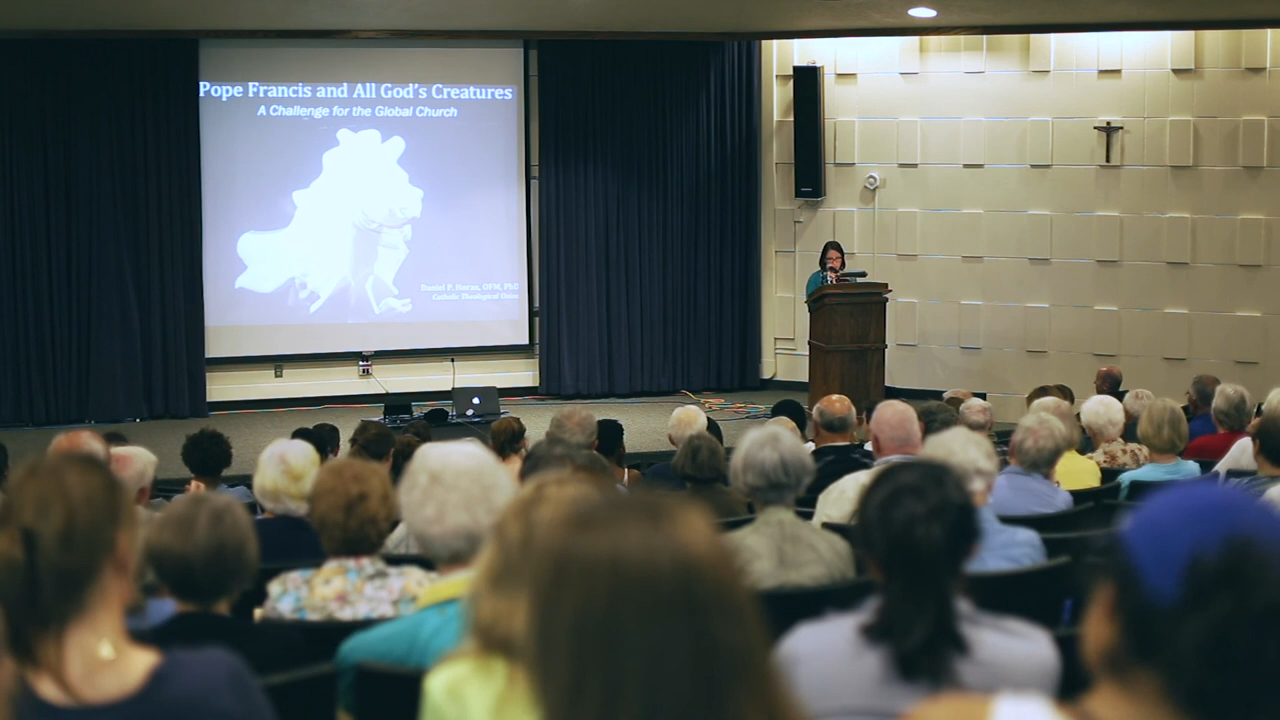 Pope Francis and All God's Creatures
A Challenge for the Global Church
Daniel P. Horan, OFM, PhD
Catholic Theological Union